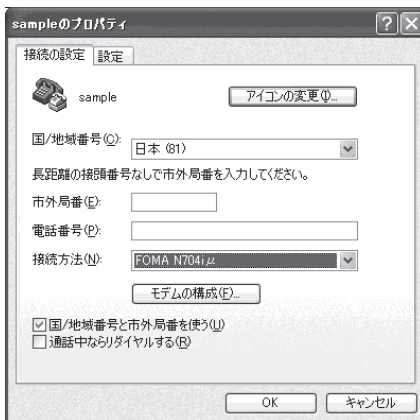 sampleのプロパティ
接続の設定 設定
sample アイコンの変更(I)...
国/地域番号(C): 日本 (81)
長距離の接頭番号なしで市外局番を入力してください。
市外局番(E):
電話番号(P):
接続方法(N): FOMA N704iμ
モデムの構成(F)...
国/地域番号と市外局番を使う(U)
通話中ならリダイヤルする(R)
OK キャンセル